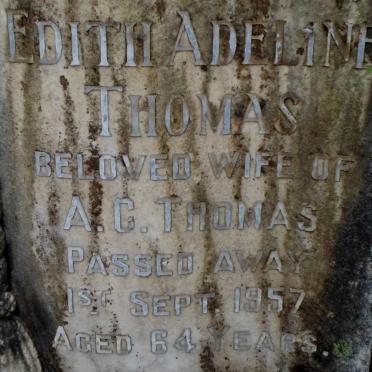 EDITH ADELINE
THOMAS
BELOVED WIFE OF
A. C. THOMAS
PASSED AWAY
1ST SEPT. 1957
AGED 64 YEARS.